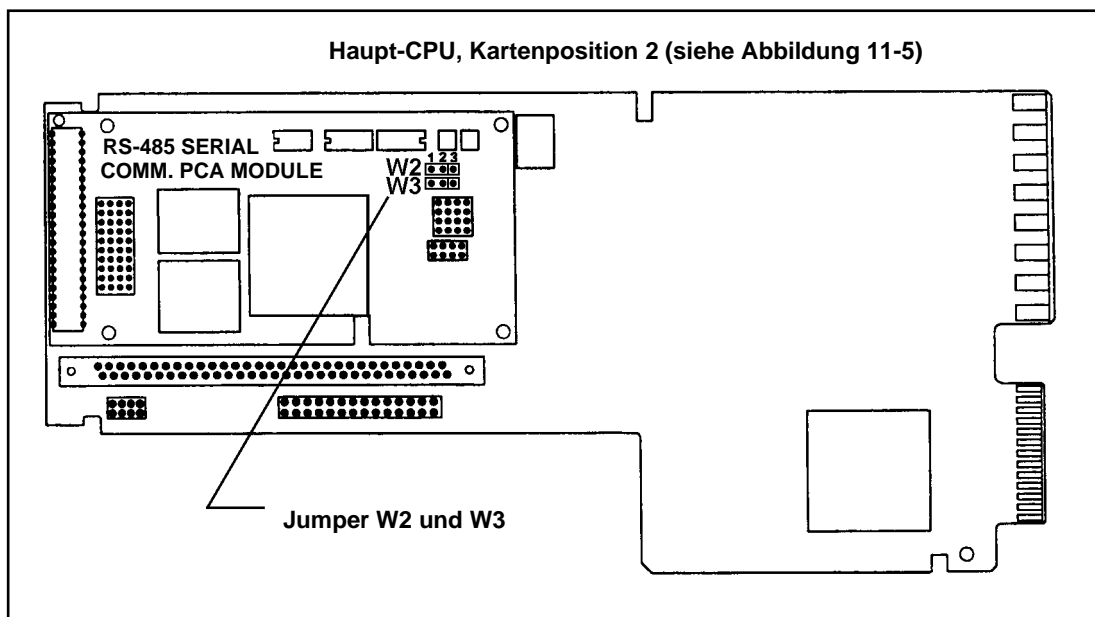 Haupt-CPU, Kartenposition 2 (siehe Abbildung 11-5)
RS-485 SERIAL
COMM. PCA MODULE
1 2 3
W2
W3
Jumper W2 und W3